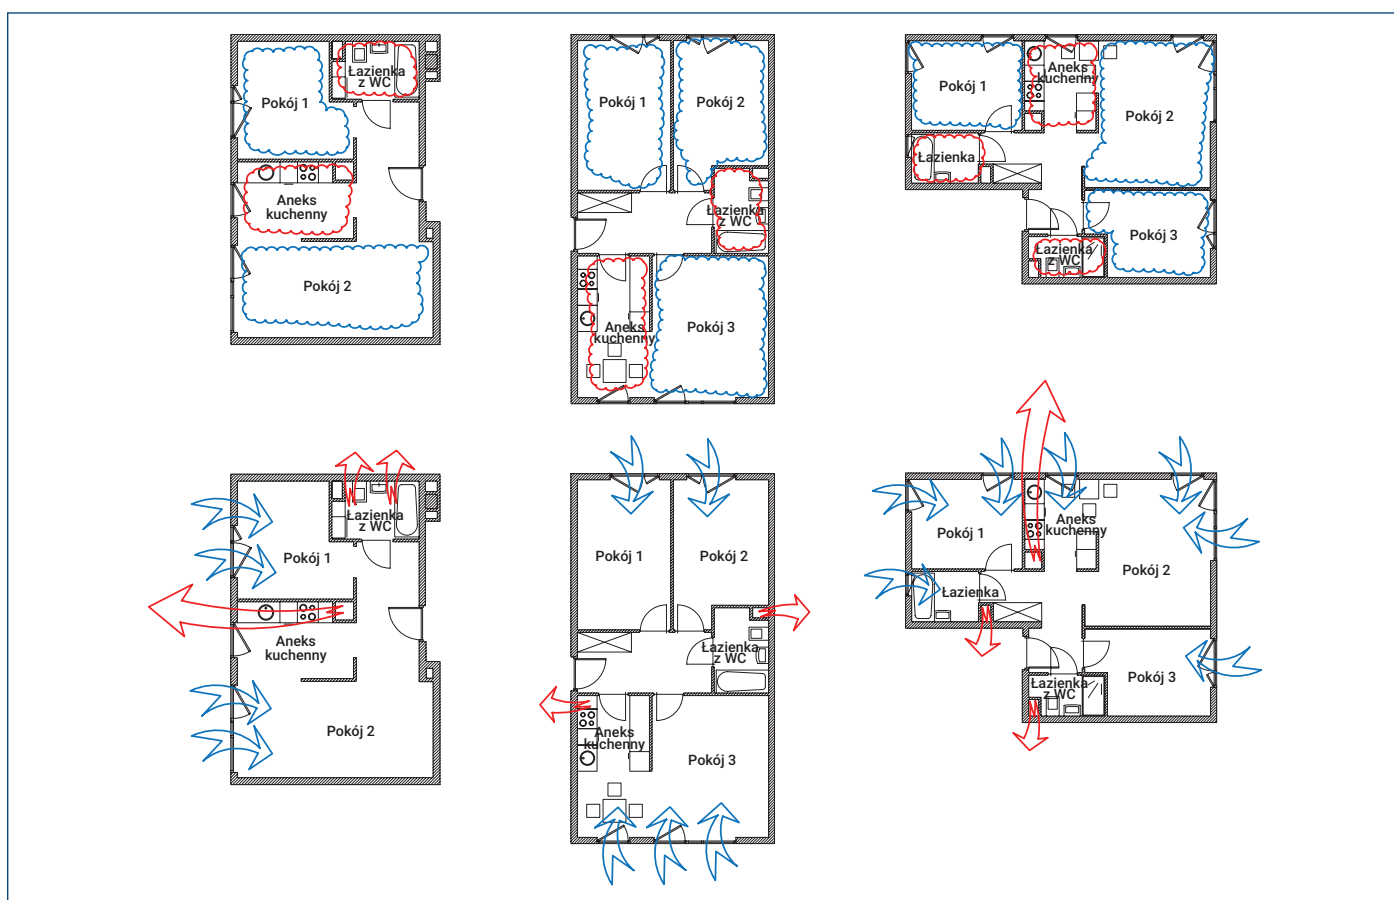 Pokój 1
Łazienka
z WC
Aneks
kuchenny
Pokój 2
Pokój 1
Pokój 2
Łazienka
z WC
Aneks
kuchenny
Pokój 3
Pokój 1
Aneks
kuchenny
Pokój 2
Łazienka
Pokój 3
Łazienka
z WC
Pokój 1
Łazienka
z WC
Aneks
kuchenny
Pokój 2
Pokój 1
Pokój 2
Łazienka
z WC
Aneks
kuchenny
Pokój 3
Pokój 1
Aneks
kuchenny
Pokój 2
Łazienka
Pokój 3
Łazienka
z WC